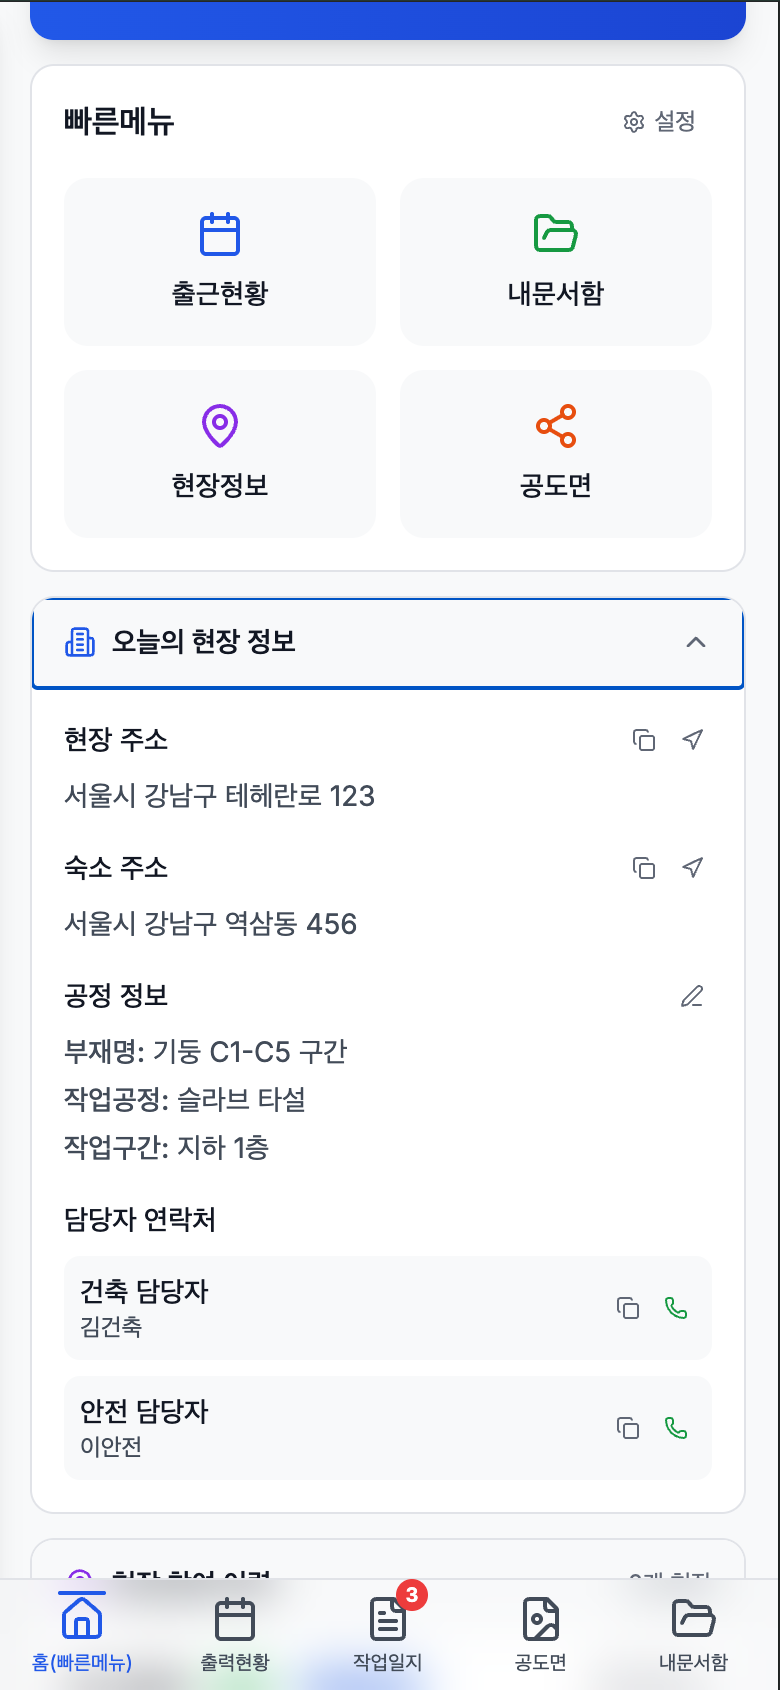 빠른메뉴
설정
출근현황
내문서함
현장정보
공도면
오늘의 현장 정보
현장 주소
서울시 강남구 테헤란로 123
숙소 주소
서울시 강남구 역삼동 456
공정 정보
부재명: 기둥 C1-C5 구간
작업공정: 슬라브 타설
작업구간: 지하 1층
담당자 연락처
건축 담당자
김건축
안전 담당자
이안전
3
홈(빠른메뉴)
출력현황
작업일지
공도면
내문서함